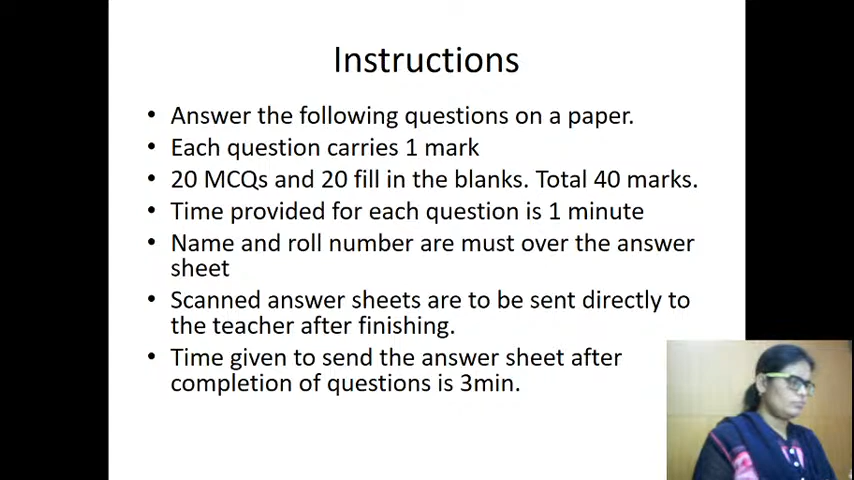 Instructions
• Answer the following questions on a paper.
• Each question carries 1 mark
• 20 MCQs and 20 fill in the blanks. Total 40 marks.
• Time provided for each question is 1 minute
• Name and roll number are must over the answer
sheet
• Scanned answer sheets are to be sent directly to
the teacher after finishing.
• Time given to send the answer sheet after
completion of questions is 3min.